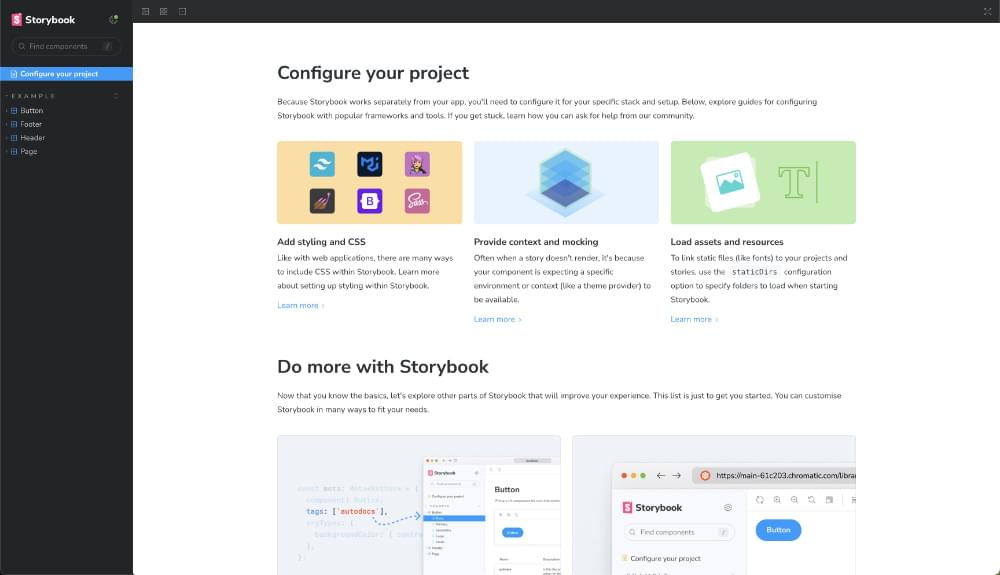 Storybook
Find components /
Configure your project
EXAMPLE
Button
Footer
Header
Page
Configure your project
Because Storybook works separately from your app, you'll need to configure it for your specific stack and setup. Below, explore guides for configuring
Storybook with popular frameworks and tools. If you get stuck, learn how you can ask for help from our community.
B
Sass
T
Add styling and CSS
Like with web applications, there are many ways
to include CSS within Storybook. Learn more
about setting up styling within Storybook.
Learn more
Provide context and mocking
Often when a story doesn't render, it's because
your component is expecting a specific
environment or context (like a theme provider) to
be available.
Learn more
Load assets and resources
To link static files (like fonts) to your projects and
stories, use the staticDirs configuration
option to specify folders to load when starting
Storybook.
Learn more
Do more with Storybook
Now that you know the basics, let's explore other parts of Storybook that will improve your experience. This list is just to get you started. You can customise
Storybook in many ways to fit your needs.
component: Button,
tags: ['autodocs'],
argTypes: {
backgroundColor: {
},
};
Storybook
Configure your project
Button
Header
Page
Button
https://main-61c203.chromatic.com/libra
Storybook
Find components /
Configure your project
Button